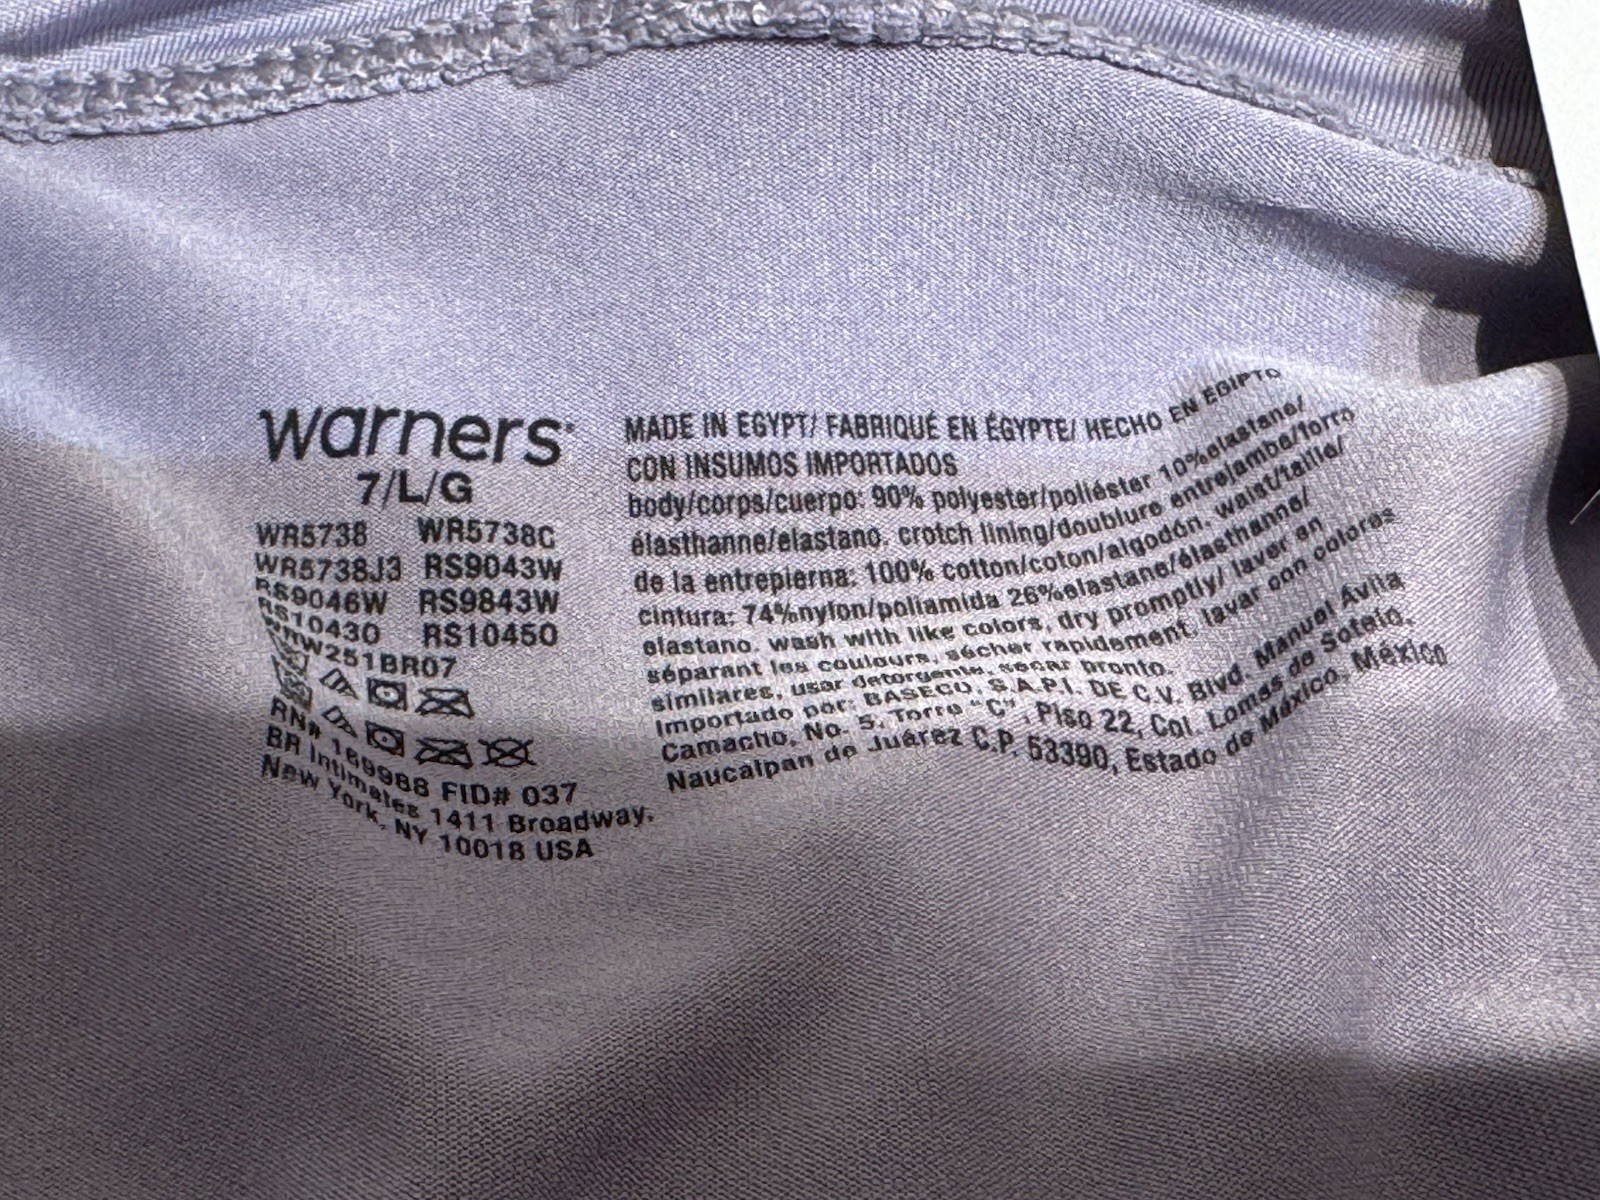 warners
7/L/G
WR5738 WR5738C
WR5738J3 RS9043W
RS9046W RS9843W
RS10430 RS10450
WRW251BR07
RN# 169988 FID# 037
BR Intimates 1411 Broadway,
New York, NY 10018 USA
MADE IN EGYPT/ FABRIQUÉ EN ÉGYPTE/ HECHO EN EGIPTO
CON INSUMOS IMPORTADOS
body/corps/cuerpo: 90% polyester/poliéster 10%elastane/
élasthanne/elastano. crotch lining/doublure entrejambe/forro
de la entrepierna: 100% cotton/coton/algodón. waist/taille/
cintura: 74%nylon/poliamida 26%elastane/élasthanne/
elastano. wash with like colors, dry promptly/ laver en
séparant les couleurs, sécher rapidement. lavar con colores
similares, usar detergente, secar pronto.
Importado por: BASECO, S.A.P.I. DE C.V. Blvd. Manuel Ávila
Camacho, No. 5, Torre "C", Piso 22, Col. Lomas de Sotelo,
Naucalpan de Juárez C.P. 53390, Estado de México, México